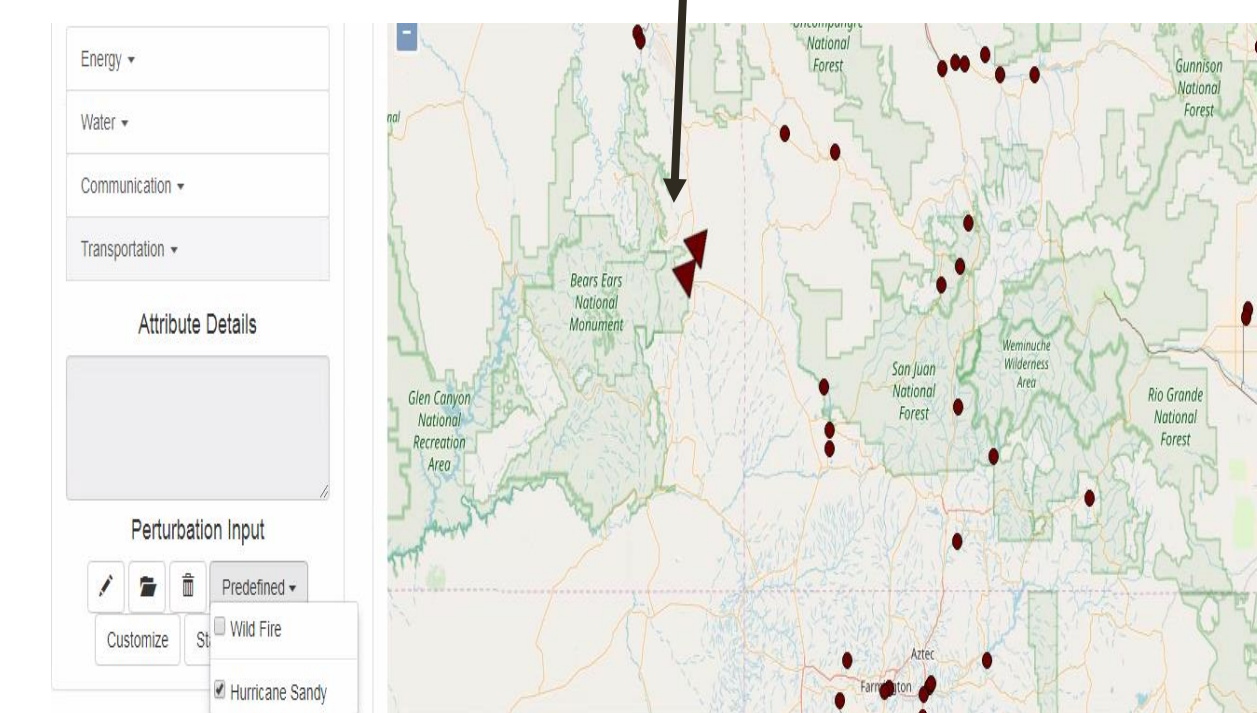 Energy
Water
Communication
Transportation
Attribute Details
Perturbation Input
Predefined
Customize
Wild Fire
Hurricane Sandy
National
Forest
Gunnison
National
Forest
Bears Ears
National
Monument
Glen Canyon
National
Recreation
Area
San Juan
National
Forest
Weminuche
Wilderness
Area
Rio Grande
National
Forest
Aztec